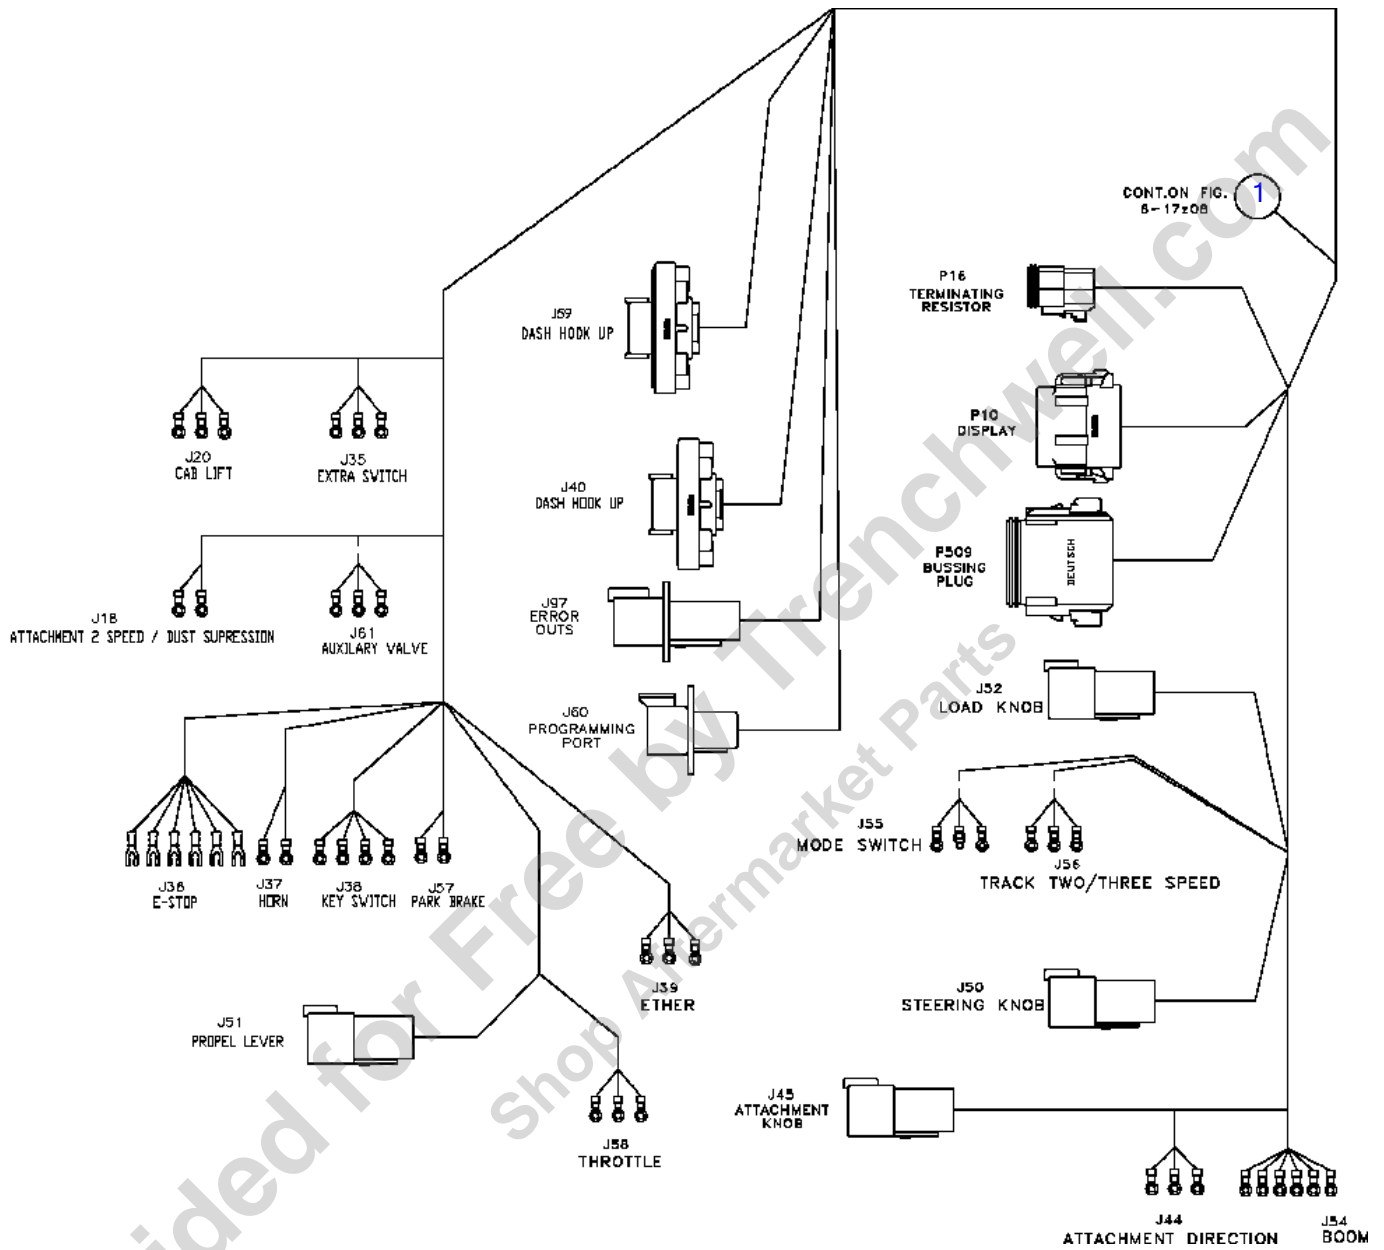 CONT.ON FIG.
6-17z08
1
P16
TERMINATING
RESISTOR
J59
DASH HOOK UP
P10
DISPLAY
J20
CAB LIFT
J35
EXTRA SWITCH
J40
DASH HOOK UP
P509
BUSSING
PLUG
DEUTSCH
J97
ERROR
OUTS
J18
ATTACHMENT 2 SPEED / DUST SUPRESSION
J61
AUXILARY VALVE
J52
LOAD KNOB
J60
PROGRAMMING
PORT
J55
MODE SWITCH
J56
TRACK TWO/THREE SPEED
J36
E-STOP
J37
HORN
J38
KEY SWITCH
J57
PARK BRAKE
J39
ETHER
J50
STEERING KNOB
J51
PROPEL LEVER
J45
ATTACHMENT
KNOB
J58
THROTTLE
J44
ATTACHMENT DIRECTION
J54
BOOM
ided for Free by Trenchwell.com
Shop Aftermarket Parts